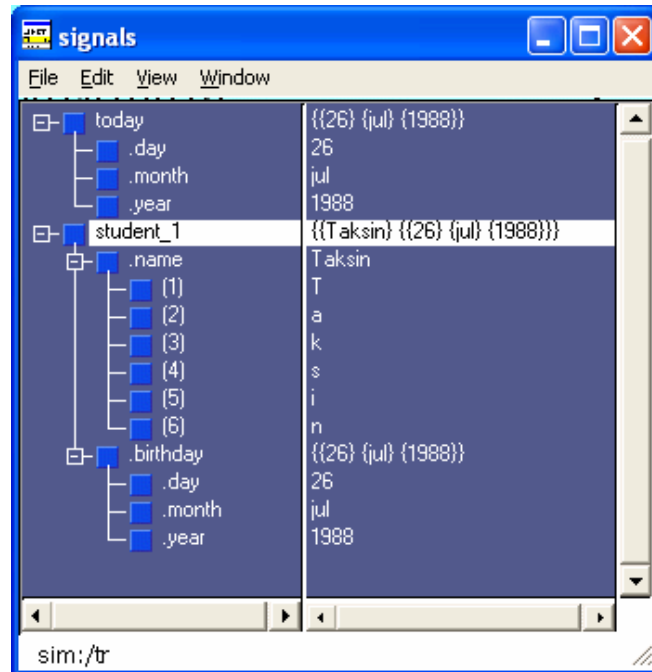 signals
File Edit View Window
today {{26} {jul} {1988}}
.day 26
.month jul
.year 1988
student_1 {{Taksin} {{26} {jul} {1988}}}
.name Taksin
(1) T
(2) a
(3) k
(4) s
(5) i
(6) n
.birthday {{26} {jul} {1988}}
.day 26
.month jul
.year 1988
sim:/tr